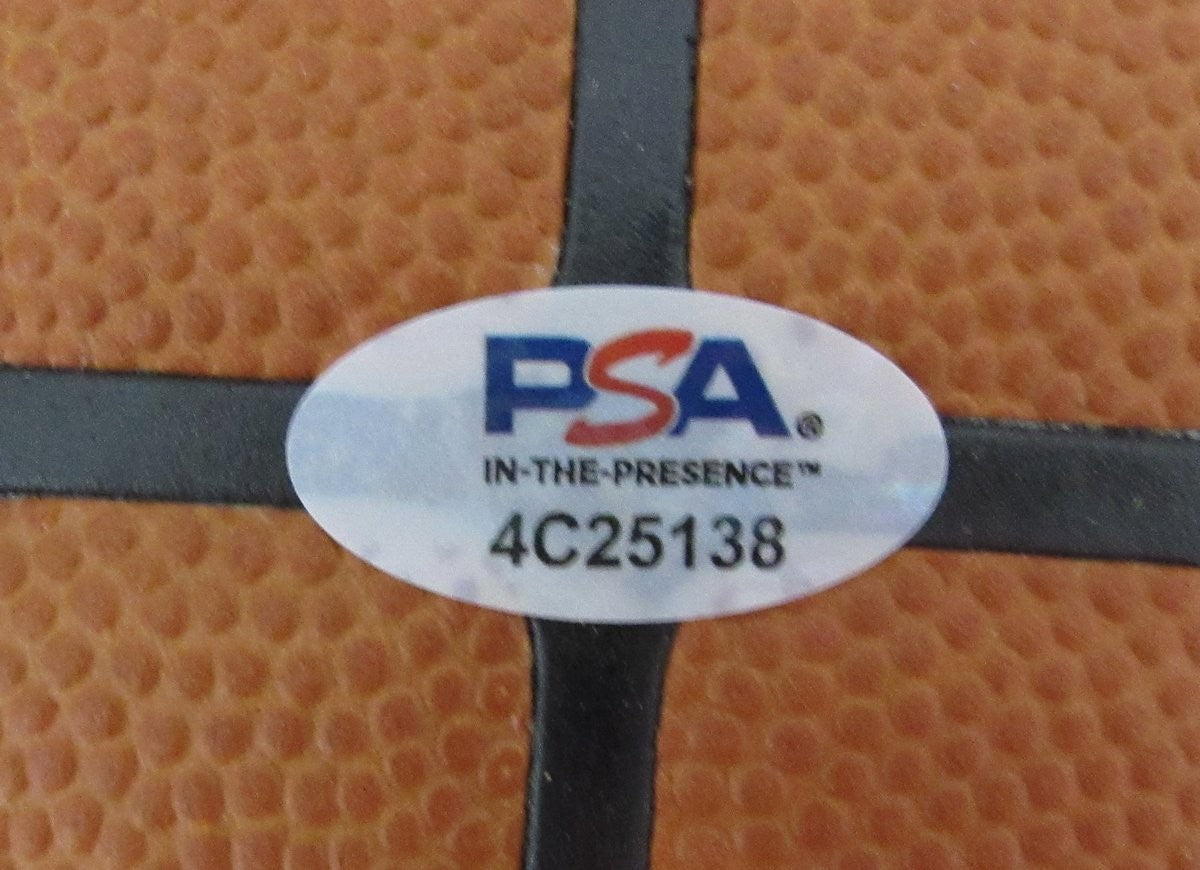 PSA®
IN-THE-PRESENCE™
4C25138